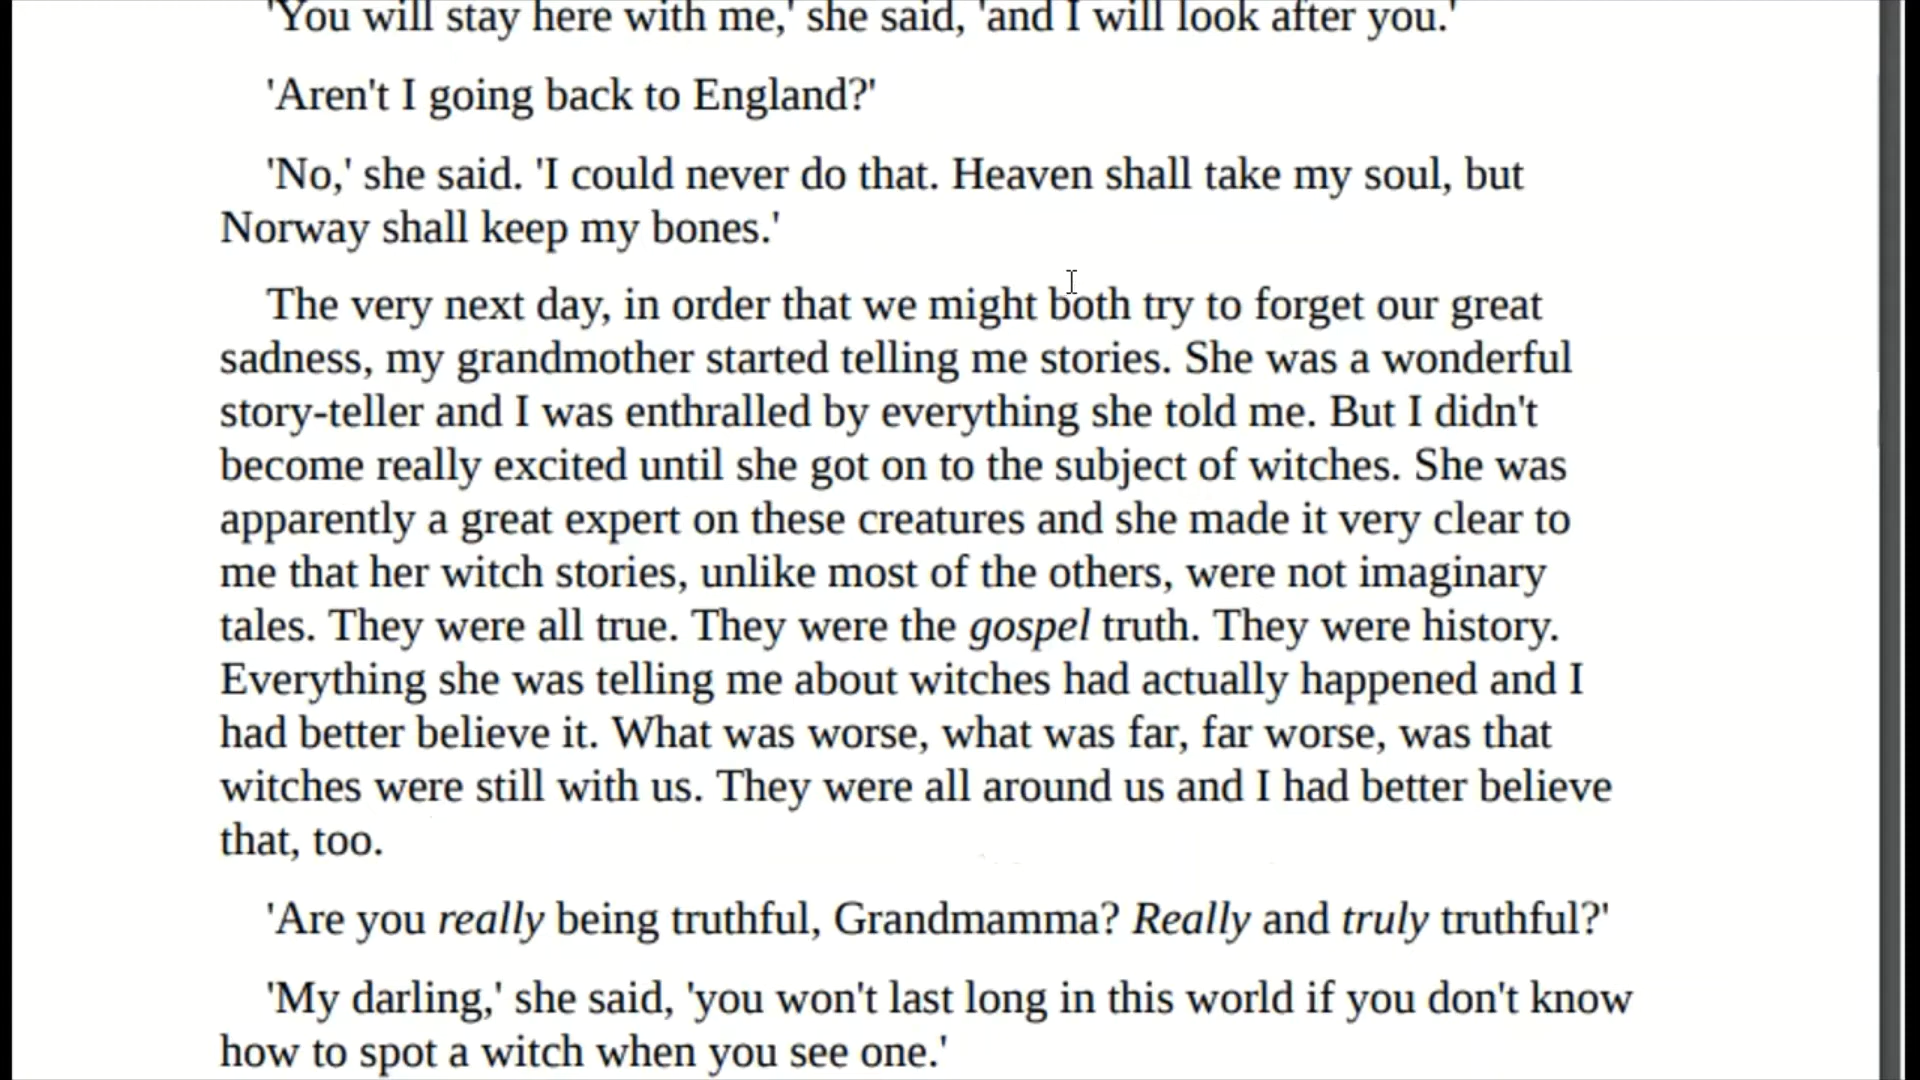 'You will stay here with me,' she said, 'and I will look after you.'
'Aren't I going back to England?'
'No,' she said. 'I could never do that. Heaven shall take my soul, but
Norway shall keep my bones.'
The very next day, in order that we might both try to forget our great
sadness, my grandmother started telling me stories. She was a wonderful
story-teller and I was enthralled by everything she told me. But I didn't
become really excited until she got on to the subject of witches. She was
apparently a great expert on these creatures and she made it very clear to
me that her witch stories, unlike most of the others, were not imaginary
tales. They were all true. They were the gospel truth. They were history.
Everything she was telling me about witches had actually happened and I
had better believe it. What was worse, what was far, far worse, was that
witches were still with us. They were all around us and I had better believe
that, too.
'Are you really being truthful, Grandmamma? Really and truly truthful?'
'My darling,' she said, 'you won't last long in this world if you don't know
how to spot a witch when you see one.'